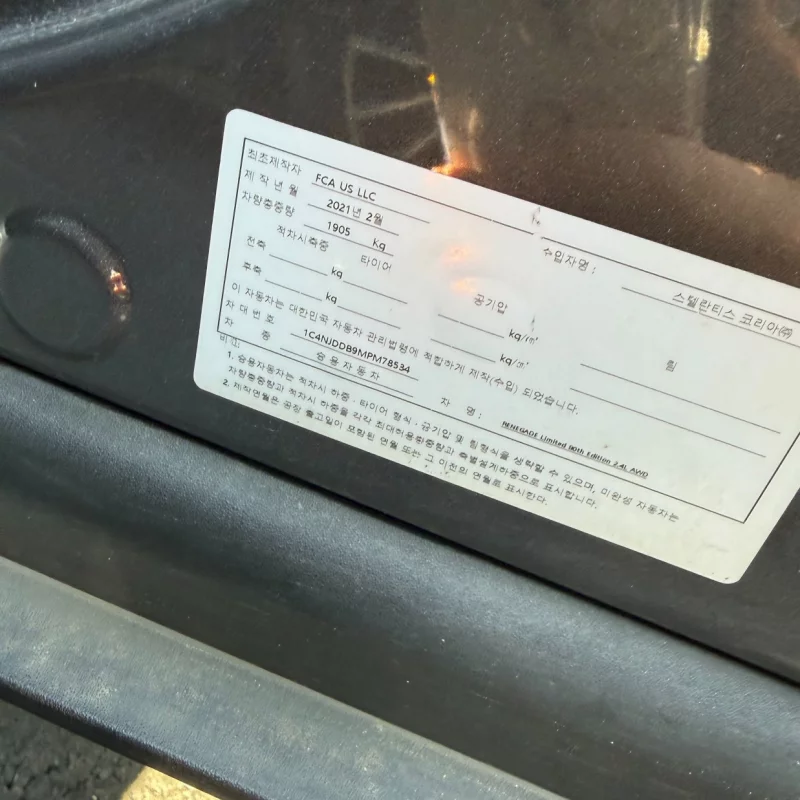 최초제작자 FCA US LLC
수입자명 : 스텔란티스 코리아㈜
제 작 년 월 2021년 2월
차량총중량 1905 Kg
적차시축중 타이어 공기압 림
전축 kg kg/㎠
후축 kg kg/㎠
이 자동차는 대한민국 자동차 관리법령에 적합하게 제작(수입) 되었습니다.
차 대 번 호 1C4NJDDB9MPM78534
차 종 승용자동차 차 명 : RENEGADE Limited 80th Edition 2.4L AWD
1. 승용자동차는 적차시 하중 · 타이어 형식 · 공기압 및 림형식을 생략할 수 있으며, 미완성 자동차는
차량총중량과 적차시 하중을 각각 최대허용총중량과 축별설계하중으로 표시합니다.
2. 제작연월은 공장 출고일이 포함된 연월 또는 그 이전의 연월로 표시한다.